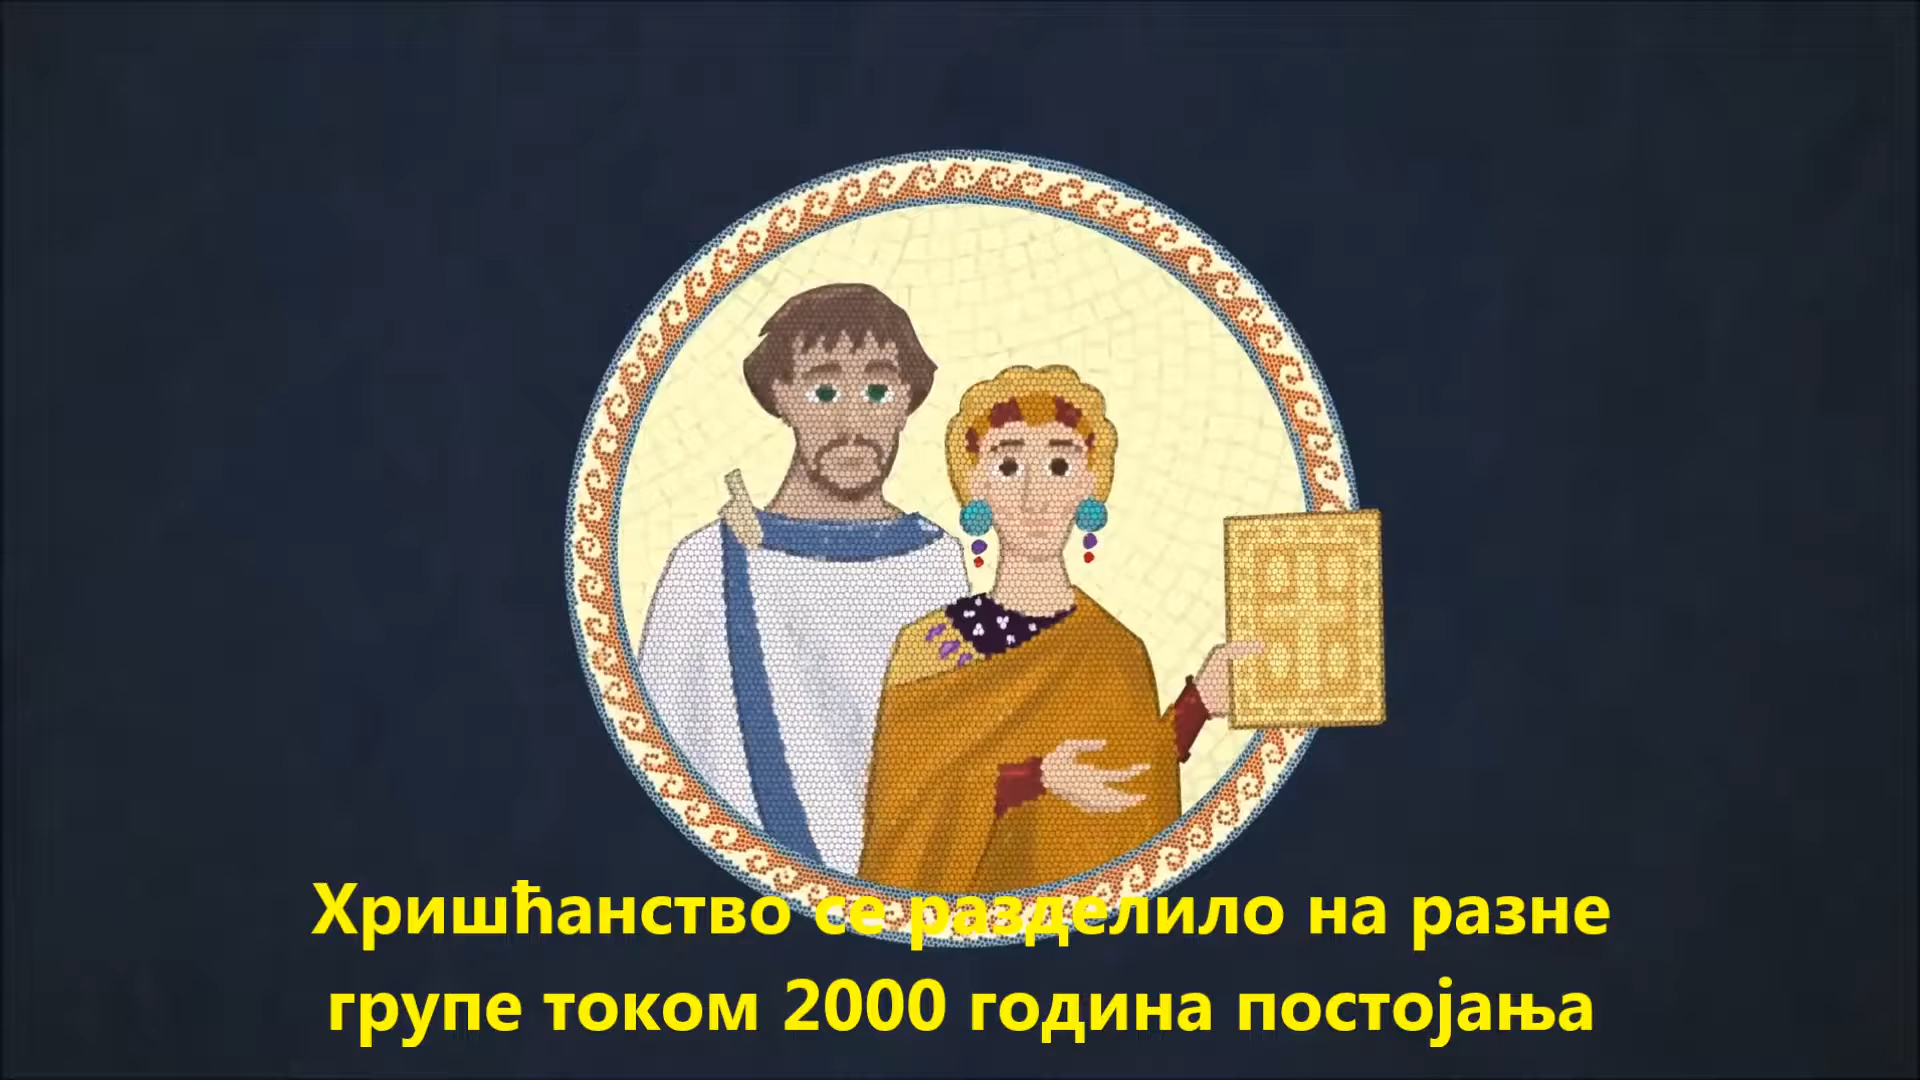 Хришћанство се разделило на разне
групе током 2000 година постојања